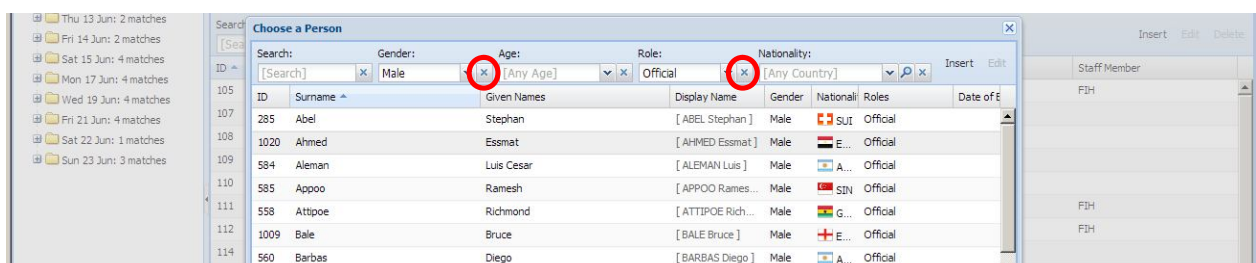 Thu 13 Jun: 2 matches
Fri 14 Jun: 2 matches
Sat 15 Jun: 4 matches
Mon 17 Jun: 4 matches
Wed 19 Jun: 4 matches
Fri 21 Jun: 4 matches
Sat 22 Jun: 1 matches
Sun 23 Jun: 3 matches
Search
[Sea
ID
105
107
108
109
110
111
112
114
Choose a Person
Search: Gender: Age: Role: Nationality:
[Search] Male [Any Age] Official [Any Country] Insert Edit
ID Surname Given Names Display Name Gender Nationali Roles Date of B
285 Abel Stephan [ ABEL Stephan ] Male SUI Official
1020 Ahmed Essmat [ AHMED Essmat ] Male E... Official
584 Aleman Luis Cesar [ ALEMAN Luis ] Male A... Official
585 Appoo Ramesh [ APPOO Rames... Male SIN Official
558 Attipoe Richmond [ ATTIPOE Rich... Male G... Official
1009 Bale Bruce [ BALE Bruce ] Male E... Official
560 Barbas Diego [ BARBAS Diego ] Male A... Official
Insert Edit Delete
Staff Member
FIH
FIH
FIH